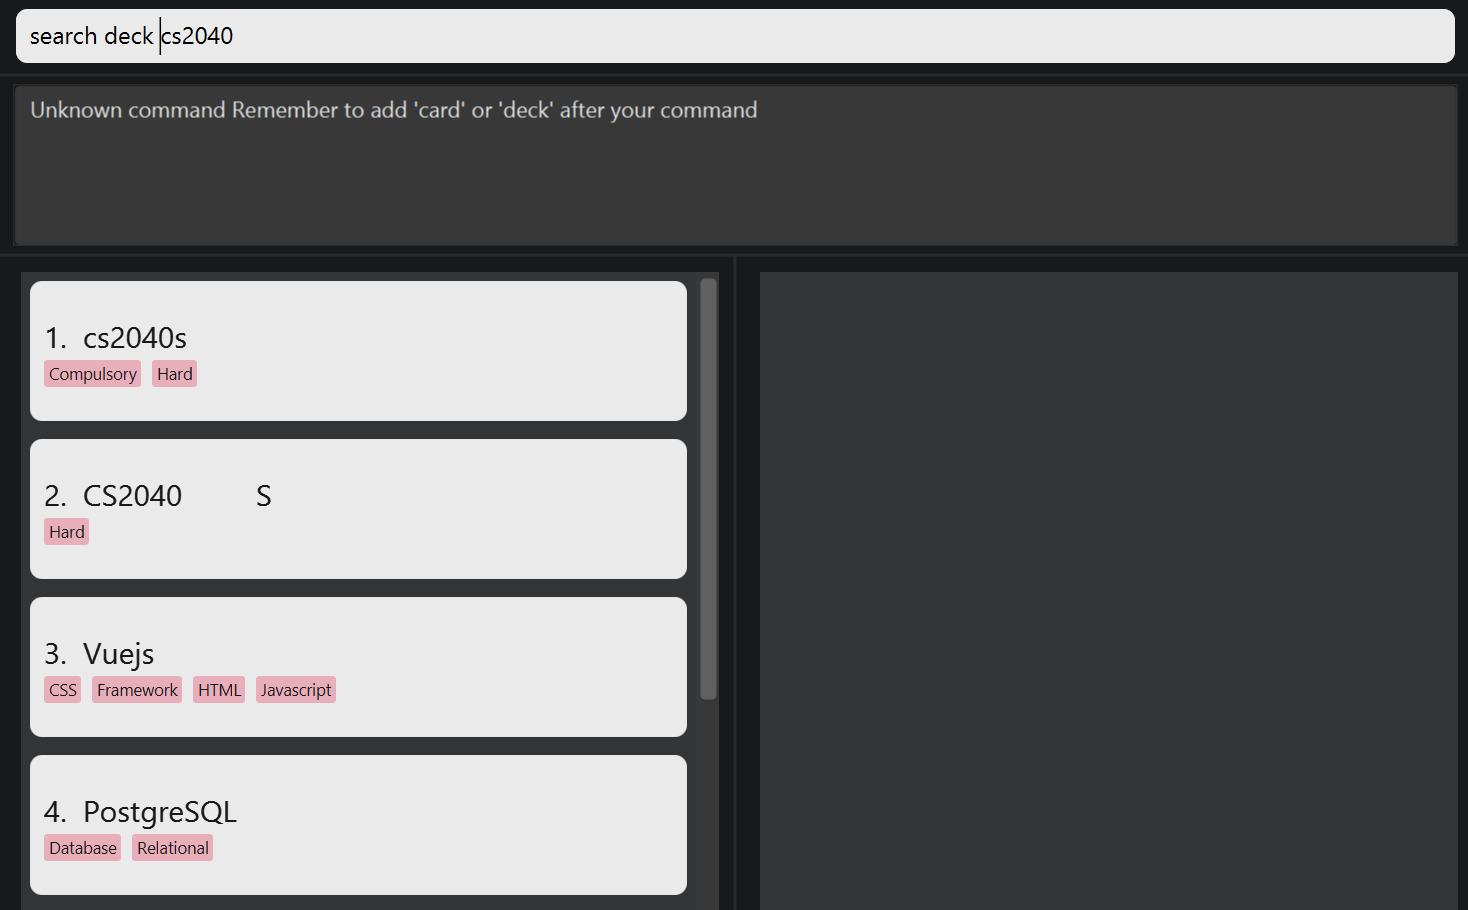 search deck cs2040
Unknown command Remember to add 'card' or 'deck' after your command
1. cs2040s
Compulsory Hard
2. CS2040 S
Hard
3. Vuejs
CSS Framework HTML Javascript
4. PostgreSQL
Database Relational